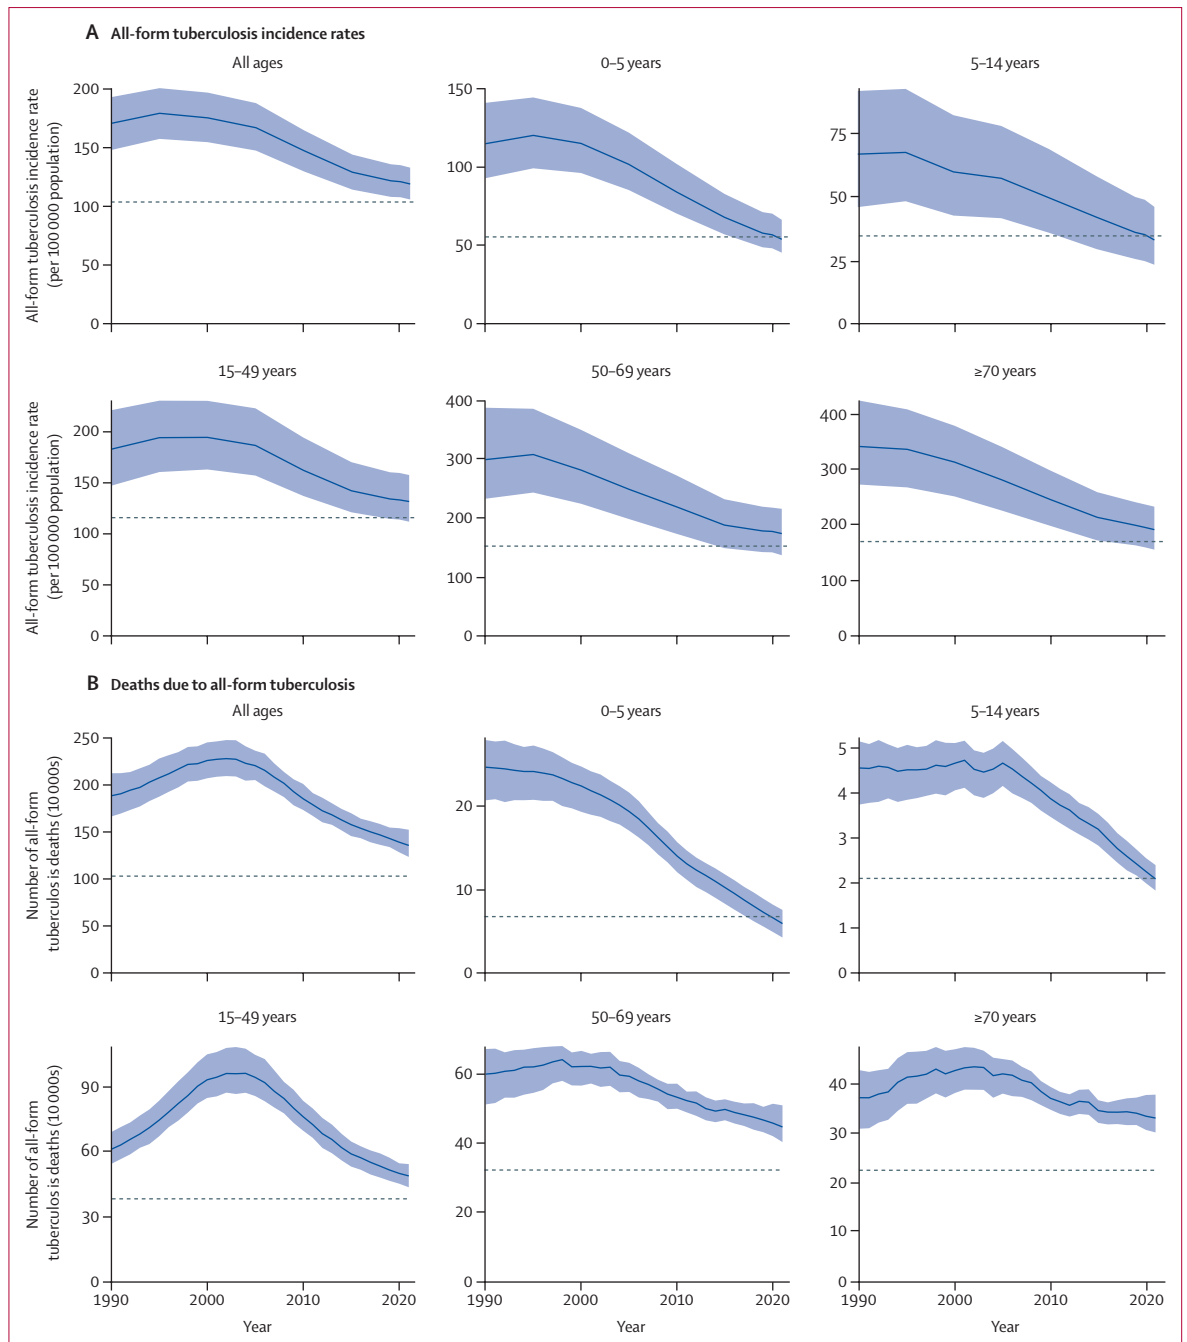 A All-form tuberculosis incidence rates
All ages
0–5 years
5–14 years
All-form tuberculosis incidence rate
(per 100 000 population)
200
150
100
50
0
150
100
50
0
75
50
25
0
15–49 years
50–69 years
≥70 years
All-form tuberculosis incidence rate
(per 100 000 population)
200
150
100
50
0
400
300
200
100
0
400
300
200
100
0
B Deaths due to all-form tuberculosis
All ages
0–5 years
5–14 years
Number of all-form
tuberculos is deaths (10 000s)
250
200
150
100
50
0
20
10
0
5
4
3
2
1
0
15–49 years
50–69 years
≥70 years
Number of all-form
tuberculos is deaths (10 000s)
90
60
30
0
60
40
20
0
40
30
20
10
0
1990 2000 2010 2020
1990 2000 2010 2020
1990 2000 2010 2020
Year
Year
Year